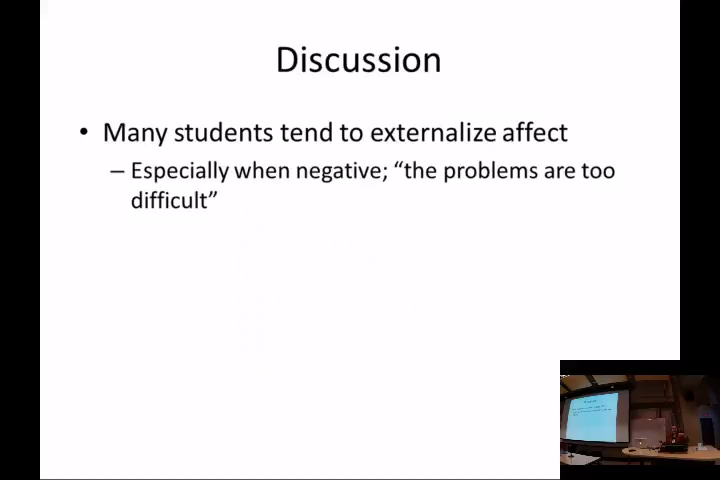 Discussion
• Many students tend to externalize affect
– Especially when negative; “the problems are too
difficult”